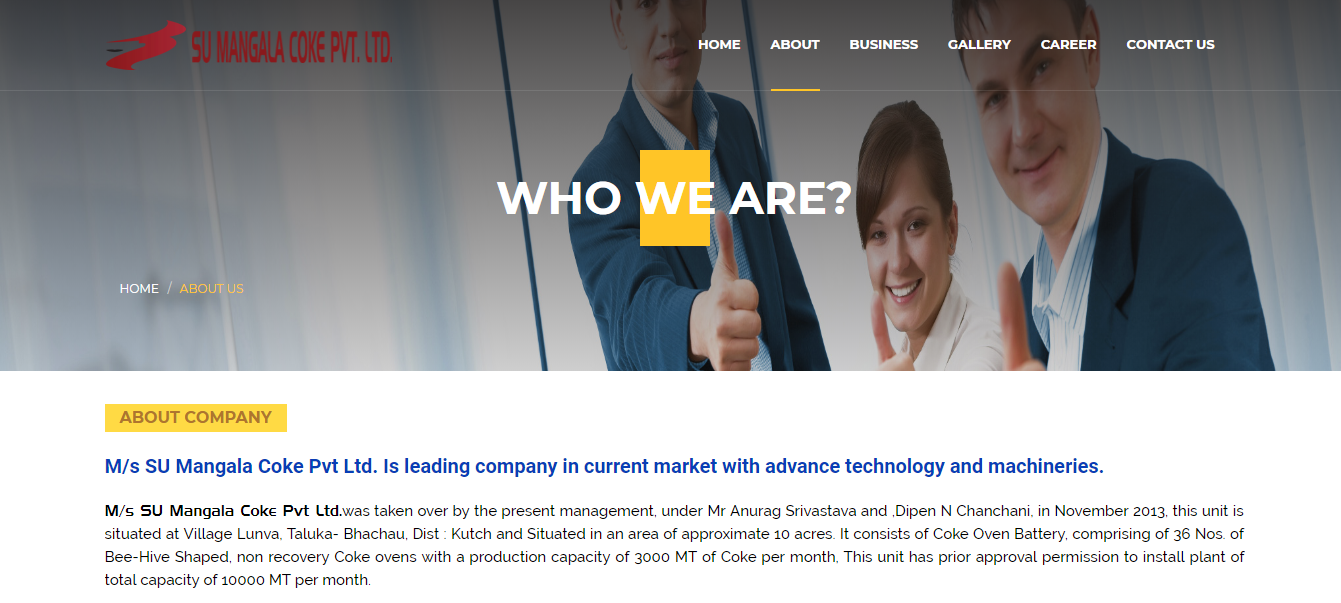 SU MANGALA COKE PVT. LTD.
HOME ABOUT BUSINESS GALLERY CAREER CONTACT US
WHO WE ARE?
HOME / ABOUT US
ABOUT COMPANY
M/s SU Mangala Coke Pvt Ltd. Is leading company in current market with advance technology and machineries.
M/s SU Mangala Coke Pvt Ltd.was taken over by the present management, under Mr Anurag Srivastava and ,Dipen N Chanchani, in November 2013, this unit is
situated at Village Lunva, Taluka- Bhachau, Dist : Kutch and Situated in an area of approximate 10 acres. It consists of Coke Oven Battery, comprising of 36 Nos. of
Bee-Hive Shaped, non recovery Coke ovens with a production capacity of 3000 MT of Coke per month, This unit has prior approval permission to install plant of
total capacity of 10000 MT per month.